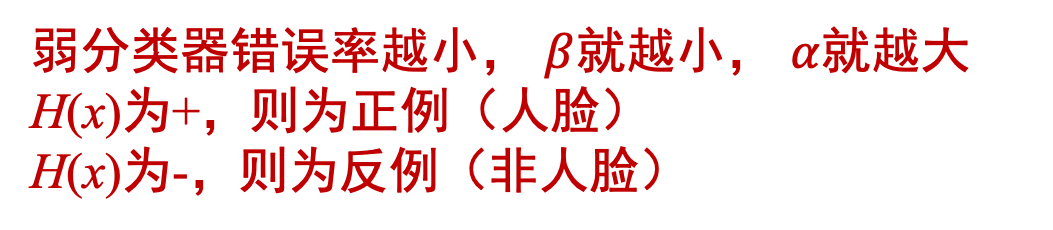 弱分类器错误率越小， β就越小， α就越大
H(x)为+，则为正例（人脸）
H(x)为-，则为反例（非人脸）